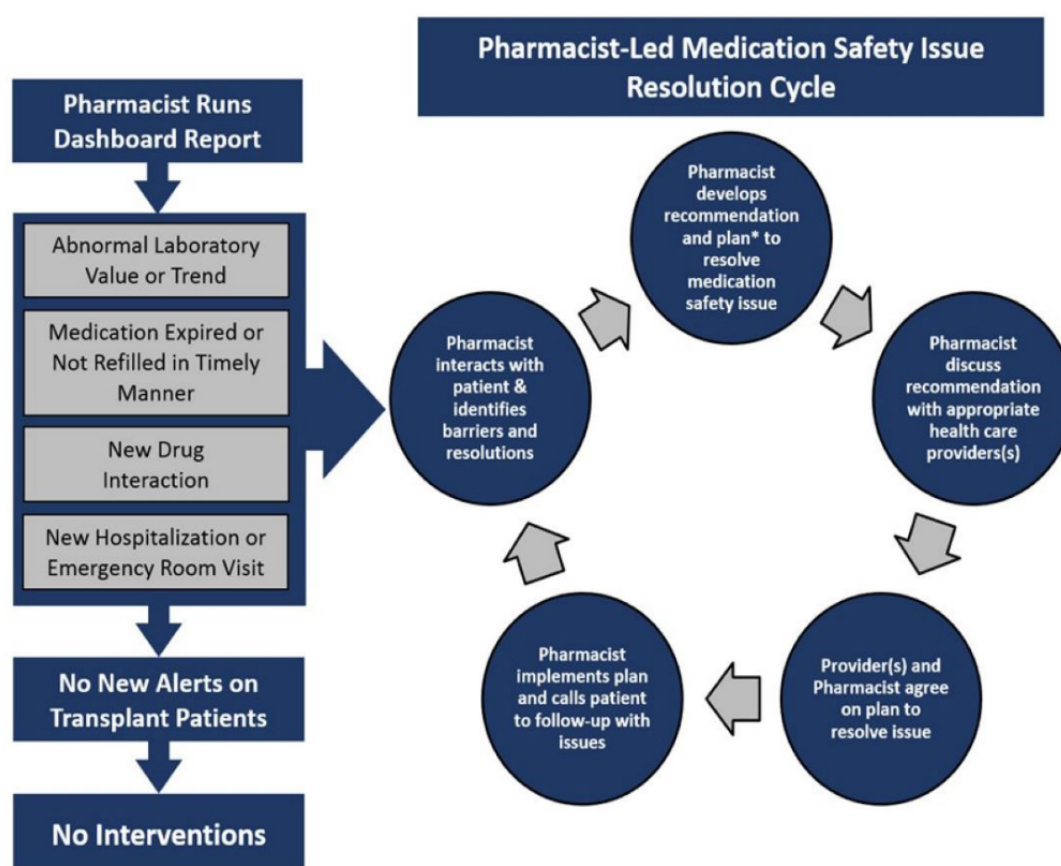 Pharmacist-Led Medication Safety Issue
Resolution Cycle
Pharmacist Runs
Dashboard Report
Abnormal Laboratory
Value or Trend
Medication Expired or
Not Refilled in Timely
Manner
New Drug
Interaction
New Hospitalization or
Emergency Room Visit
No New Alerts on
Transplant Patients
No Interventions
Pharmacist
interacts with
patient &
identifies
barriers and
resolutions
Pharmacist
develops
recommendation
and plan* to
resolve
medication
safety issue
Pharmacist
discuss
recommendation
with appropriate
health care
providers(s)
Provider(s) and
Pharmacist agree
on plan to
resolve issue
Pharmacist
implements plan
and calls patient
to follow-up with
issues